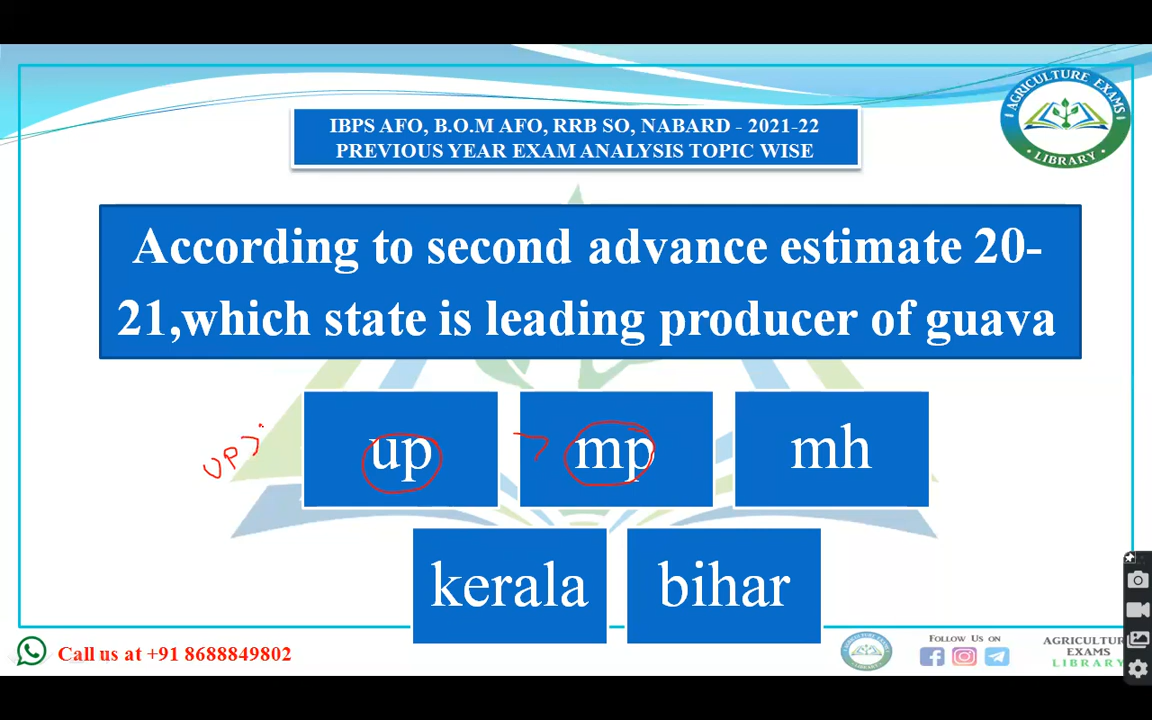 IBPS AFO, B.O.M AFO, RRB SO, NABARD - 2021-22
PREVIOUS YEAR EXAM ANALYSIS TOPIC WISE
AGRICULTURE EXAMS
LIBRARY
According to second advance estimate 20-
21,which state is leading producer of guava
UP >
up > mp mh
kerala bihar
Call us at +91 8688849802
FOLLOW US ON
AGRICULTUR
EXAMS
LIBRARY